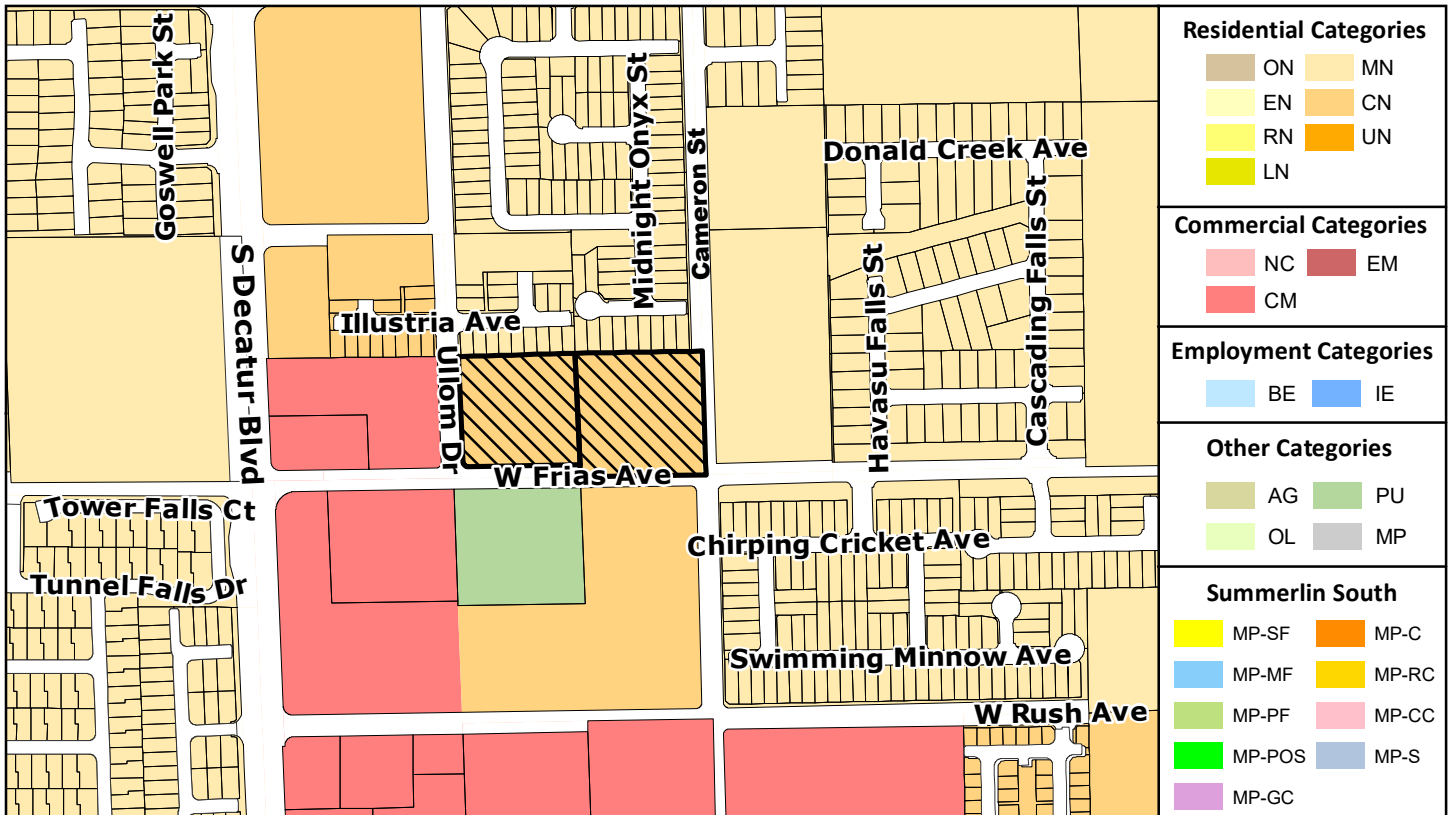 Goswell Park St
Midnight Onyx St
Cameron St
Donald Creek Ave
S Decatur Blvd
Illustria Ave
Ullom Dr
Havasu Falls St
Cascading Falls St
W Frias Ave
Tower Falls Ct
Chirping Cricket Ave
Tunnel Falls Dr
Swimming Minnow Ave
W Rush Ave
Residential Categories
ON MN
EN CN
RN UN
LN
Commercial Categories
NC EM
CM
Employment Categories
BE IE
Other Categories
AG PU
OL MP
Summerlin South
MP-SF MP-C
MP-MF MP-RC
MP-PF MP-CC
MP-POS MP-S
MP-GC